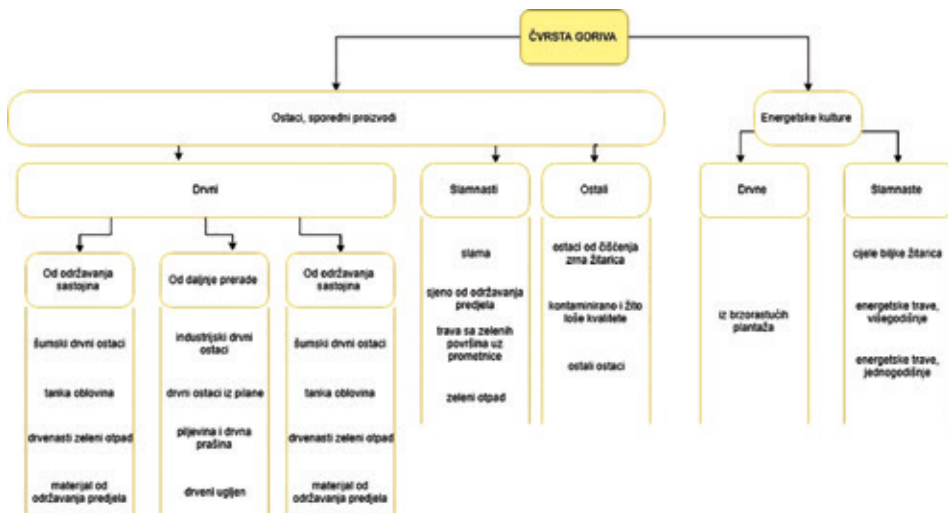 ČVRSTA GORIVA
Ostaci, sporedni proizvodi
Energetske kulture
Drvni
Slamnasti
Ostali
Drvne
Slamnaste
Od održavanja
sastojina
šumski drvni ostaci
tanka oblovina
drvenasti zeleni otpad
materijal od
održavanja predjela
Od daljnje prerade
industrijski drvni
ostaci
drvni ostaci iz pilane
piljevina i drvna
prašina
drveni ugljen
Od održavanja
sastojina
šumski drvni ostaci
tanka oblovina
drvenasti zeleni otpad
materijal od
održavanja predjela
slama
sjeno od održavanja
predjela
trava sa zelenih
površina uz
prometnice
zeleni otpad
ostaci od čišćenja
zrna žitarica
kontaminirano i žito
loše kvalitete
ostali ostaci
iz brzorastućih
plantaža
cijele biljke žitarica
energetske trave,
višegodišnje
energetske trave,
jednogodišnje